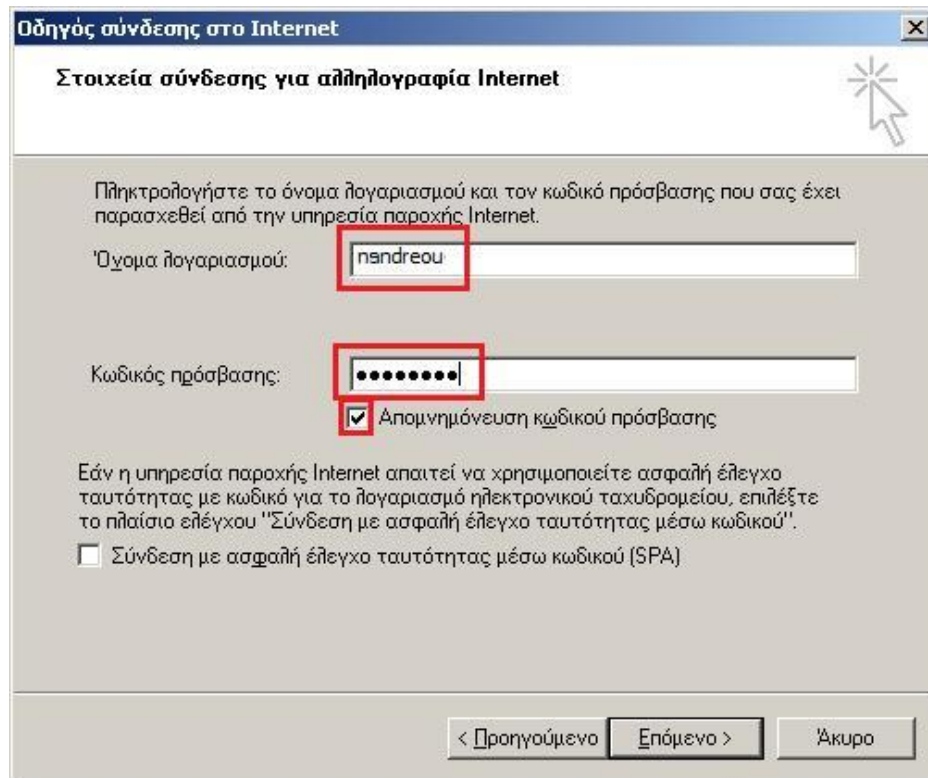 Οδηγός σύνδεσης στο Internet
Στοιχεία σύνδεσης για αλληλογραφία Internet
Πληκτρολογήστε το όνομα λογαριασμού και τον κωδικό πρόσβασης που σας έχει
παρασχεθεί από την υπηρεσία παροχής Internet.
Όνομα λογαριασμού:
nandreou
Κωδικός πρόσβασης:
●●●●●●●●
Απομνημόνευση κωδικού πρόσβασης
Εάν η υπηρεσία παροχής Internet απαιτεί να χρησιμοποιείτε ασφαλή έλεγχο
ταυτότητας με κωδικό για το λογαριασμό ηλεκτρονικού ταχυδρομείου, επιλέξτε
το πλαίσιο ελέγχου "Σύνδεση με ασφαλή έλεγχο ταυτότητας μέσω κωδικού".
Σύνδεση με ασφαλή έλεγχο ταυτότητας μέσω κωδικού (SPA)
< Προηγούμενο Επόμενο > Άκυρο